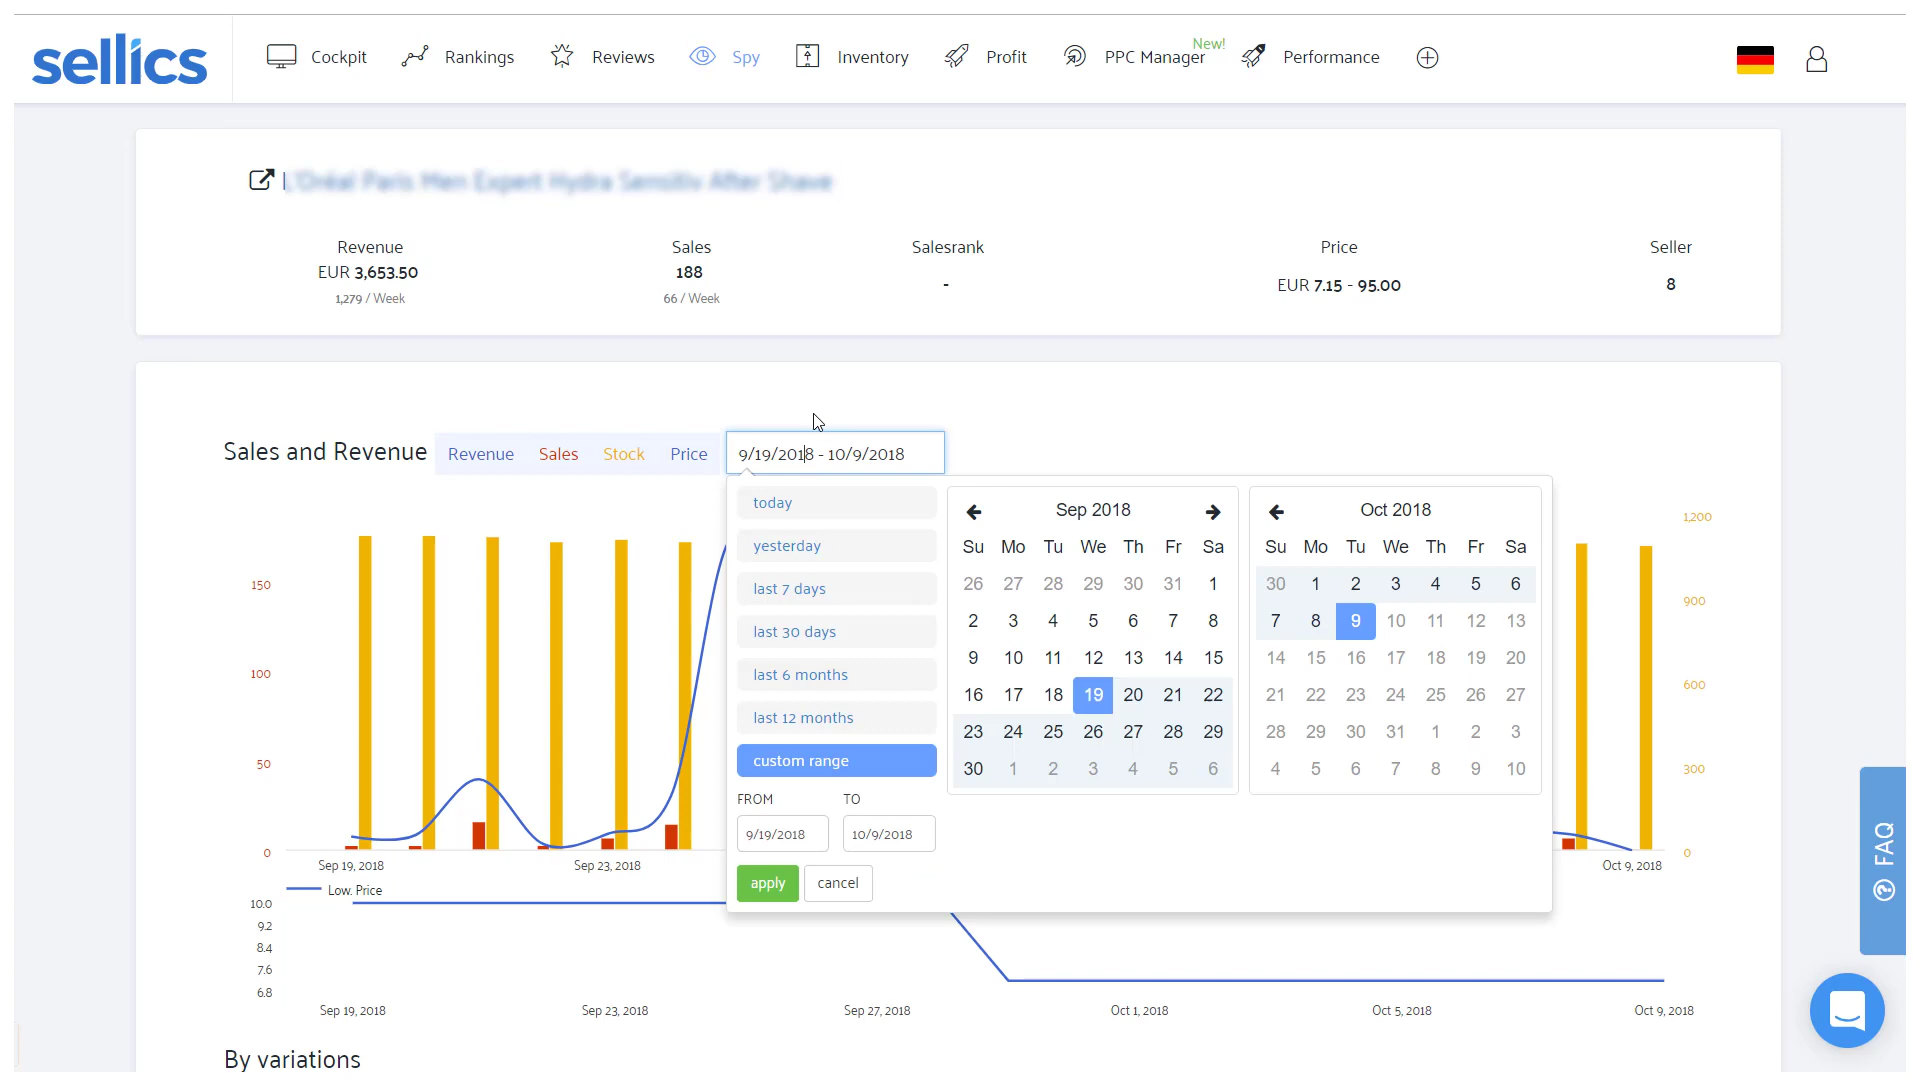 sellics
Cockpit
Rankings
Reviews
Spy
Inventory
Profit
PPC Manager
New!
Performance
L'Oréal Paris Men Expert Hydra Sensitiv After Shave
Revenue
EUR 3,653.50
1,279 / Week
Sales
188
66 / Week
Salesrank
-
Price
EUR 7.15 - 95.00
Seller
8
Sales and Revenue
Revenue Sales Stock Price
9/19/2018 - 10/9/2018
today
yesterday
last 7 days
last 30 days
last 6 months
last 12 months
custom range
FROM TO
9/19/2018 10/9/2018
apply cancel
Sep 2018
Su Mo Tu We Th Fr Sa
26 27 28 29 30 31 1
2 3 4 5 6 7 8
9 10 11 12 13 14 15
16 17 18 19 20 21 22
23 24 25 26 27 28 29
30 1 2 3 4 5 6
Oct 2018
Su Mo Tu We Th Fr Sa
30 1 2 3 4 5 6
7 8 9 10 11 12 13
14 15 16 17 18 19 20
21 22 23 24 25 26 27
28 29 30 31 1 2 3
4 5 6 7 8 9 10
150
100
50
0
1,200
900
600
300
0
Sep 19, 2018 Sep 23, 2018 Oct 9, 2018
Low. Price
10.0
9.2
8.4
7.6
6.8
Sep 19, 2018 Sep 23, 2018 Sep 27, 2018 Oct 1, 2018 Oct 5, 2018 Oct 9, 2018
By variations
? FAQ